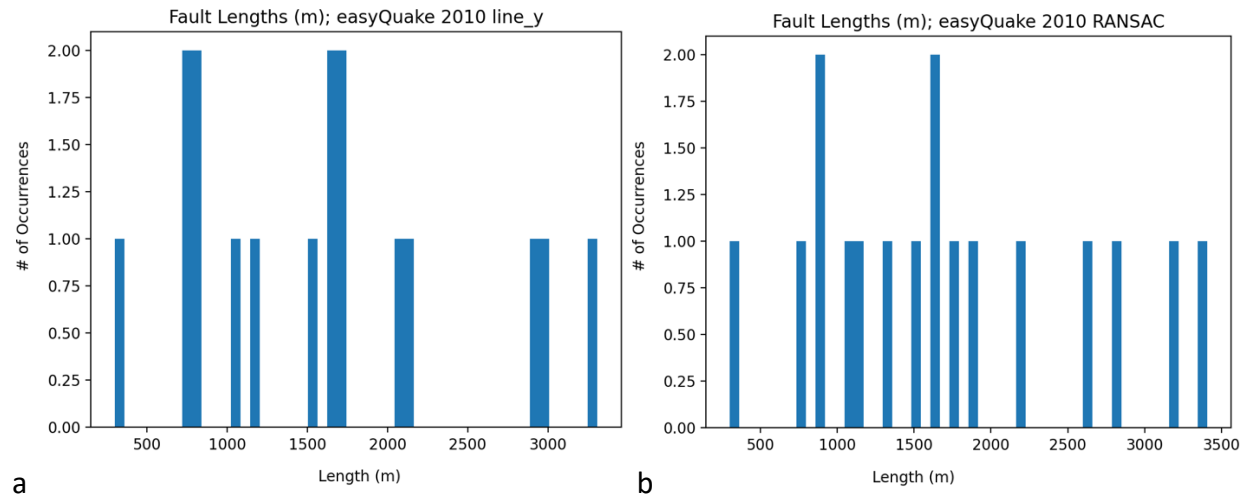 Fault Lengths (m); easyQuake 2010 line_y
# of Occurrences
2.00
1.75
1.50
1.25
1.00
0.75
0.50
0.25
0.00
500 1000 1500 2000 2500 3000
Length (m)
a
Fault Lengths (m); easyQuake 2010 RANSAC
# of Occurrences
2.00
1.75
1.50
1.25
1.00
0.75
0.50
0.25
0.00
500 1000 1500 2000 2500 3000 3500
Length (m)
b